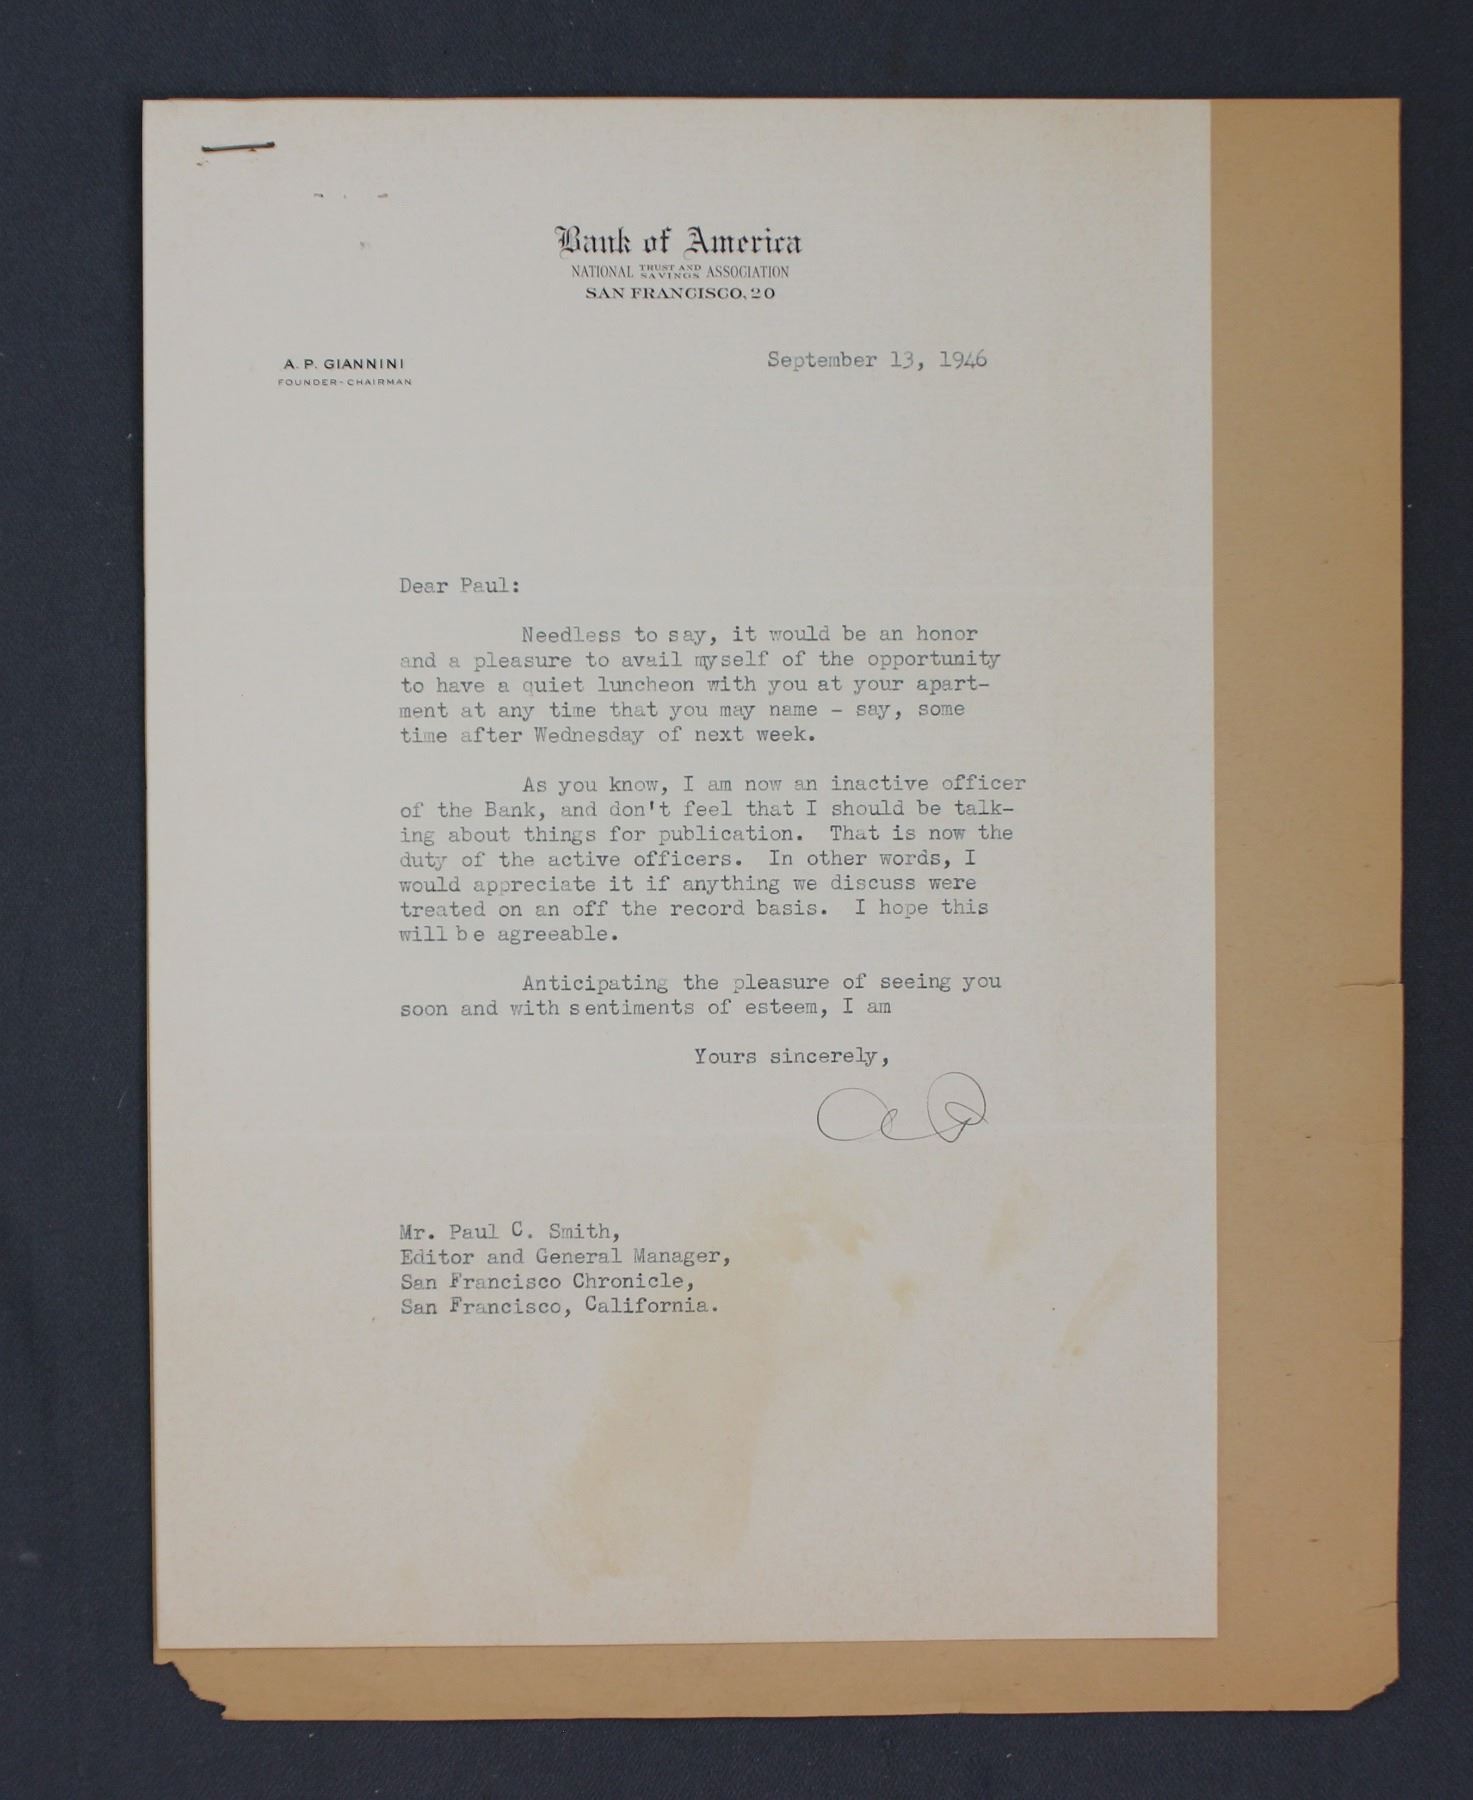 Bank of America
NATIONAL TRUST AND SAVINGS ASSOCIATION
SAN FRANCISCO, 20
A. P. GIANNINI
FOUNDER-CHAIRMAN
September 13, 1946
Dear Paul:
Needless to say, it would be an honor
and a pleasure to avail myself of the opportunity
to have a quiet luncheon with you at your apart-
ment at any time that you may name - say, some
time after Wednesday of next week.
As you know, I am now an inactive officer
of the Bank, and don't feel that I should be talk-
ing about things for publication. That is now the
duty of the active officers. In other words, I
would appreciate it if anything we discuss were
treated on an off the record basis. I hope this
will be agreeable.
Anticipating the pleasure of seeing you
soon and with sentiments of esteem, I am
Yours sincerely,
Mr. Paul C. Smith,
Editor and General Manager,
San Francisco Chronicle,
San Francisco, California.